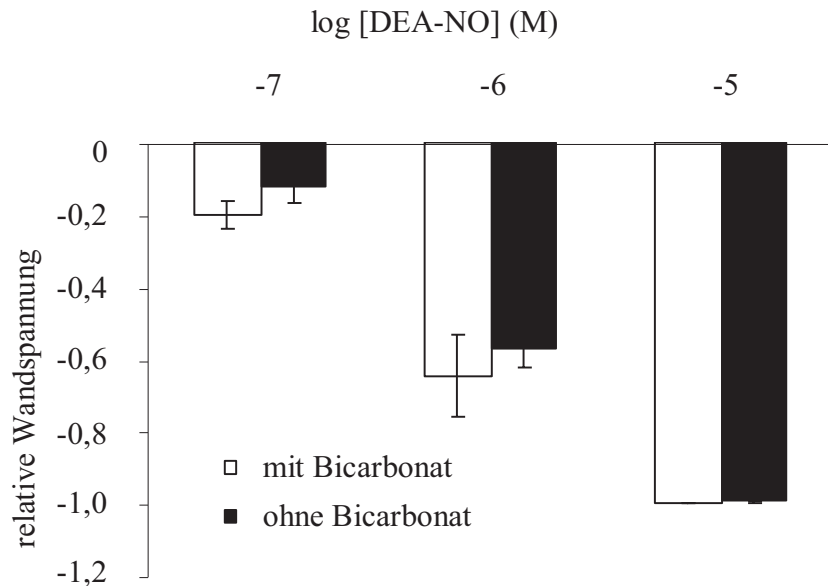 log [DEA-NO] (M)
-7 -6 -5
0
-0,2
-0,4
-0,6
-0,8
-1,0
-1,2
relative Wandspannung
mit Bicarbonat
ohne Bicarbonat